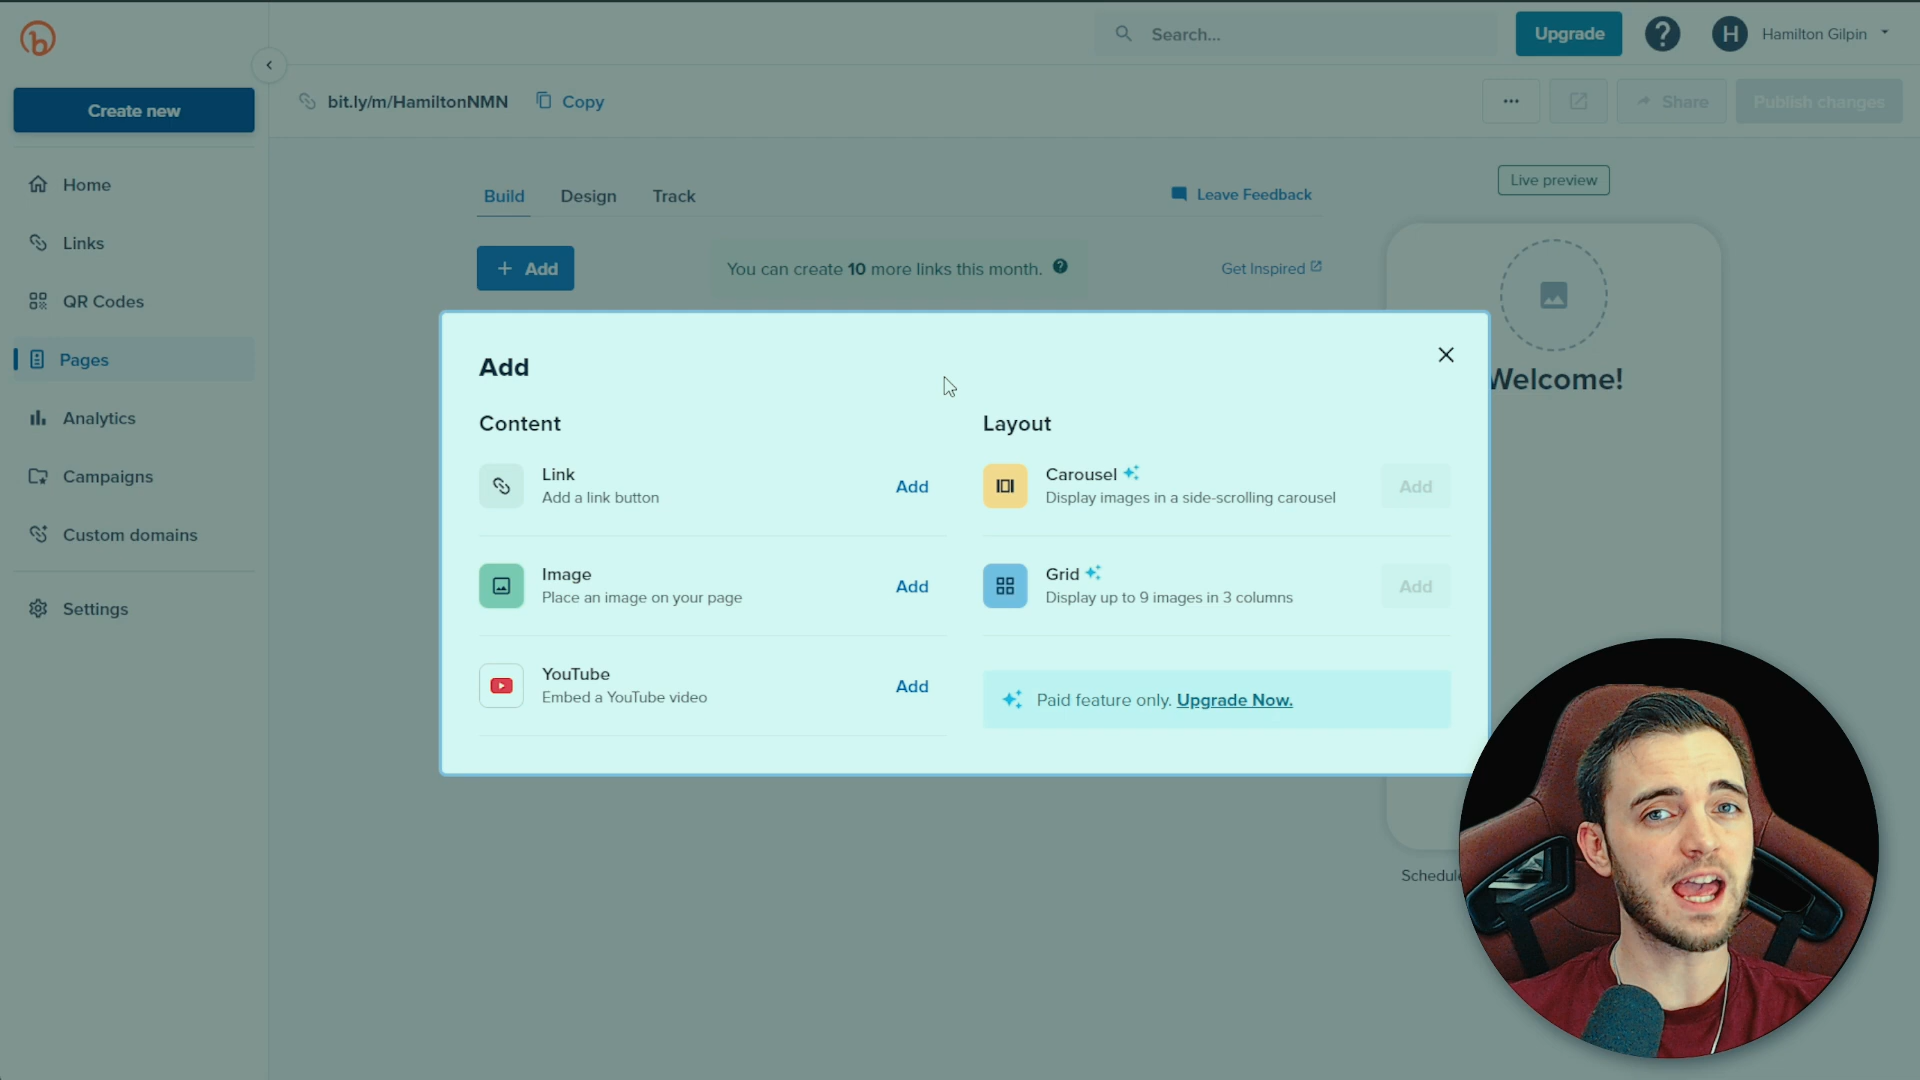 Search...
Upgrade
?
H
Hamilton Gilpin
Create new
bit.ly/m/HamiltonNMN
Copy
Share
Publish changes
Home
Links
QR Codes
Pages
Analytics
Campaigns
Custom domains
Settings
Build
Design
Track
Leave Feedback
Live preview
+ Add
You can create 10 more links this month.
Get Inspired
Welcome!
Add
Content
Link
Add a link button
Add
Image
Place an image on your page
Add
YouTube
Embed a YouTube video
Add
Layout
Carousel
Display images in a side-scrolling carousel
Add
Grid
Display up to 9 images in 3 columns
Add
Paid feature only. Upgrade Now.